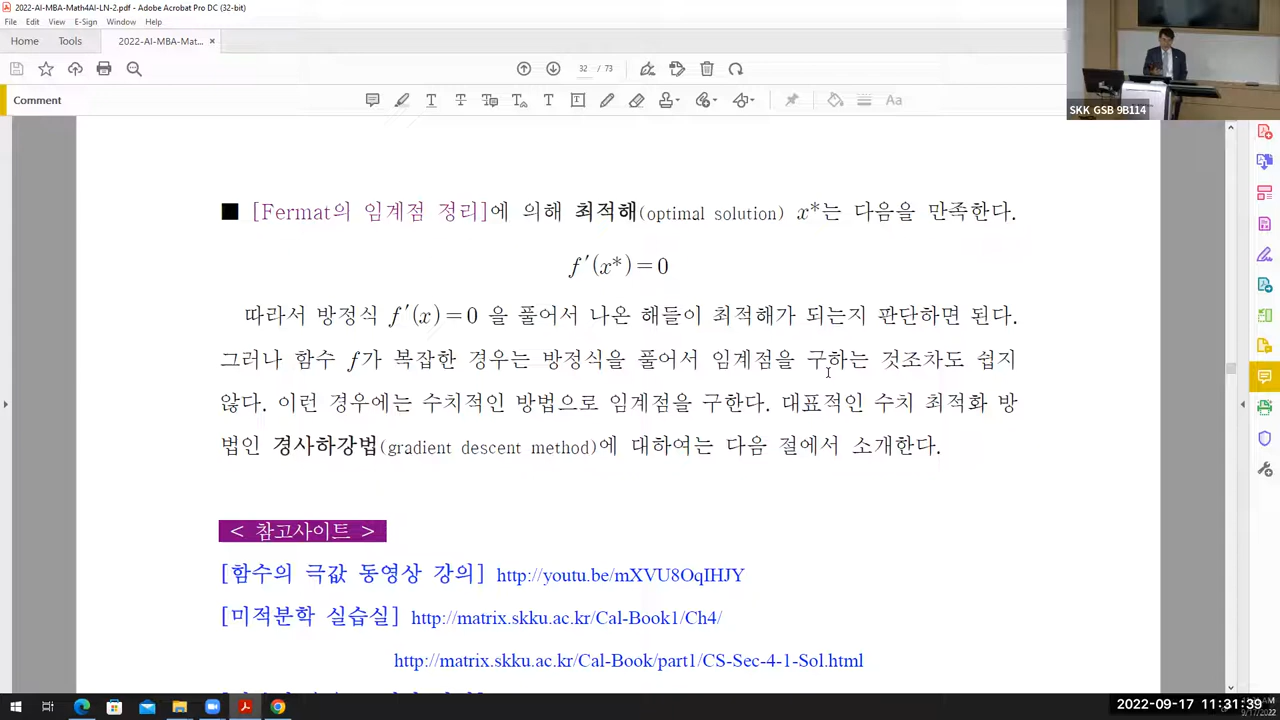 2022-AI-MBA-Math4AI-LN-2.pdf - Adobe Acrobat Pro DC (32-bit)
File Edit View E-Sign Window Help
Home Tools 2022-AI-MBA-Mat... ×
32 / 73
Comment
SKK GSB 9B114
■ [Fermat의 임계점 정리]에 의해 최적해(optimal solution) x*는 다음을 만족한다.
f′(x*)=0
따라서 방정식 f′(x)=0 을 풀어서 나온 해들이 최적해가 되는지 판단하면 된다.
그러나 함수 f가 복잡한 경우는 방정식을 풀어서 임계점을 구하는 것조차도 쉽지
않다. 이런 경우에는 수치적인 방법으로 임계점을 구한다. 대표적인 수치 최적화 방
법인 경사하강법(gradient descent method)에 대하여는 다음 절에서 소개한다.
< 참고사이트 >
[함수의 극값 동영상 강의] http://youtu.be/mXVU8OqIHJY
[미적분학 실습실] http://matrix.skku.ac.kr/Cal-Book1/Ch4/
http://matrix.skku.ac.kr/Cal-Book/part1/CS-Sec-4-1-Sol.html
2022-09-17 11:31:39